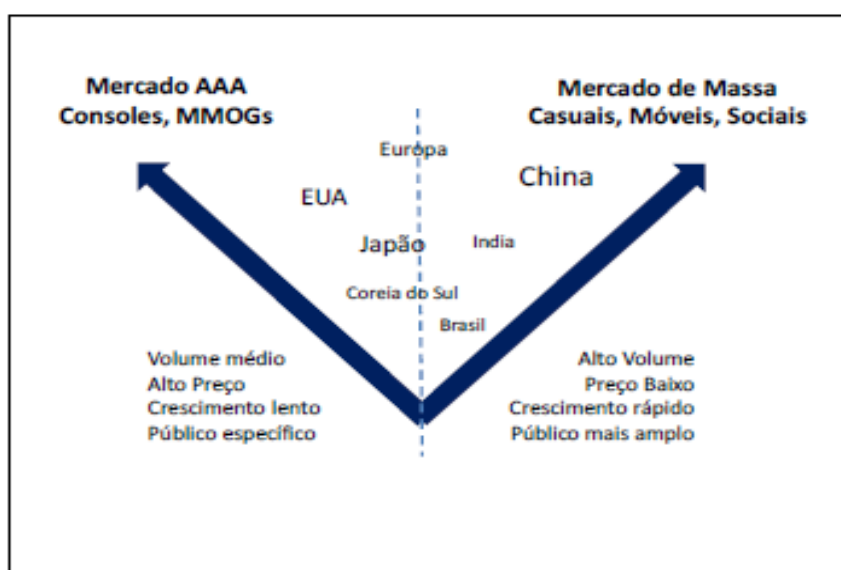 Mercado AAA
Consoles, MMOGs
Mercado de Massa
Casuais, Móveis, Sociais
Europa
China
EUA
Japão
India
Coreia do Sul
Brasil
Volume médio
Alto Preço
Crescimento lento
Público específico
Alto Volume
Preço Baixo
Crescimento rápido
Público mais amplo